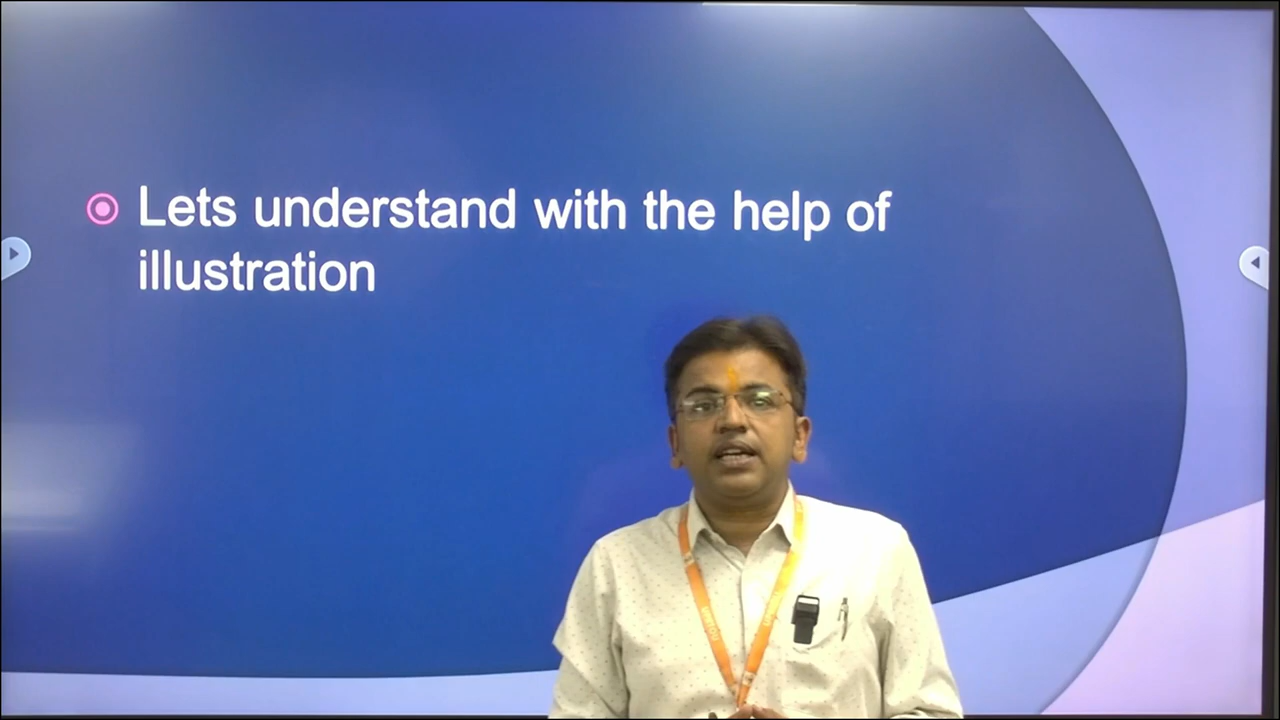 Lets understand with the help of
illustration